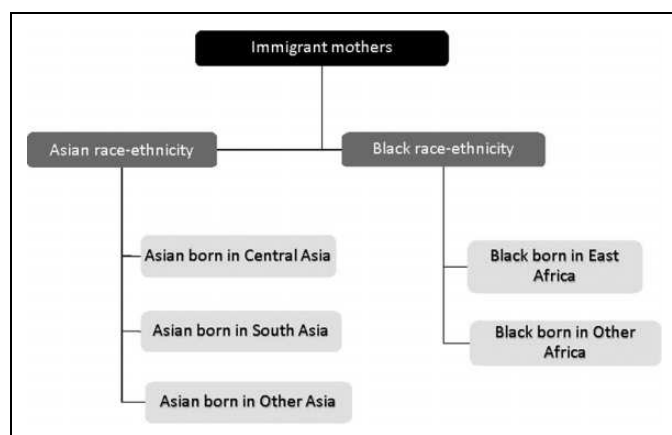 Immigrant mothers
Asian race-ethnicity
Black race-ethnicity
Asian born in Central Asia
Asian born in South Asia
Asian born in Other Asia
Black born in East
Africa
Black born in Other
Africa